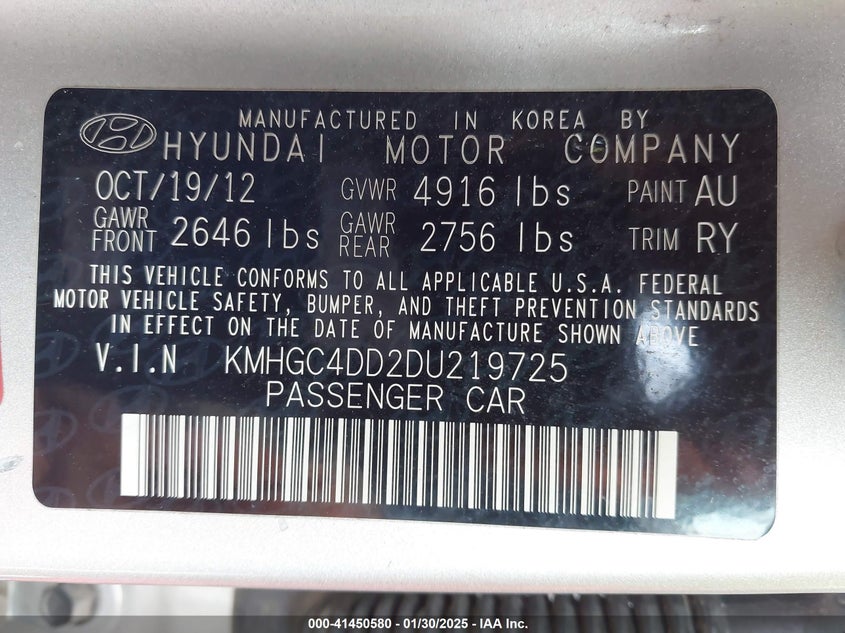 MANUFACTURED IN KOREA BY
HYUNDAI MOTOR COMPANY
OCT/19/12 GVWR 4916 lbs PAINT AU
GAWR FRONT 2646 lbs GAWR REAR 2756 lbs TRIM RY
THIS VEHICLE CONFORMS TO ALL APPLICABLE U.S.A. FEDERAL
MOTOR VEHICLE SAFETY, BUMPER, AND THEFT PREVENTION STANDARDS
IN EFFECT ON THE DATE OF MANUFACTURE SHOWN ABOVE
V.I.N KMHGC4DD2DU219725
PASSENGER CAR
000-41450580 - 01/30/2025 - IAA Inc.